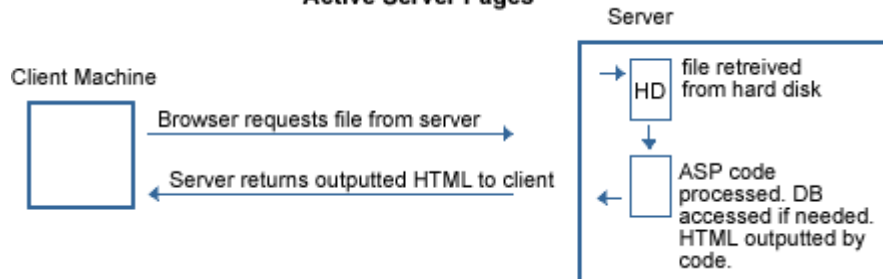 Active Server Pages
Server
Client Machine
file retreived
from hard disk
HD
Browser requests file from server
Server returns outputted HTML to client
ASP code
processed. DB
accessed if needed.
HTML outputted by
code.